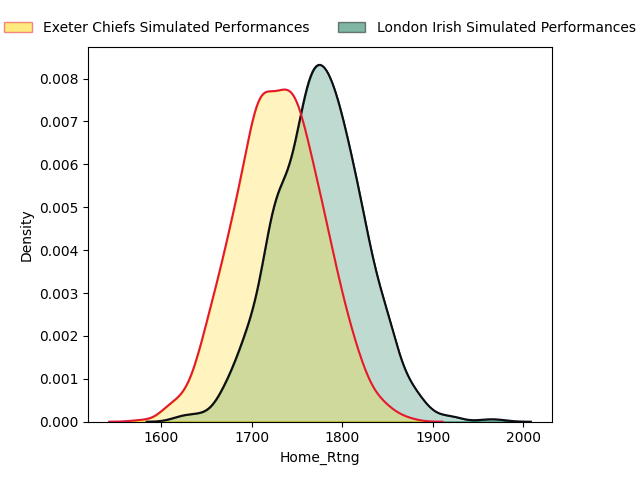 Exeter Chiefs Simulated Performances London Irish Simulated Performances
0.008
0.007
0.006
0.005
0.004
0.003
0.002
0.001
0.000
Density
1600 1700 1800 1900 2000
Home_Rtng